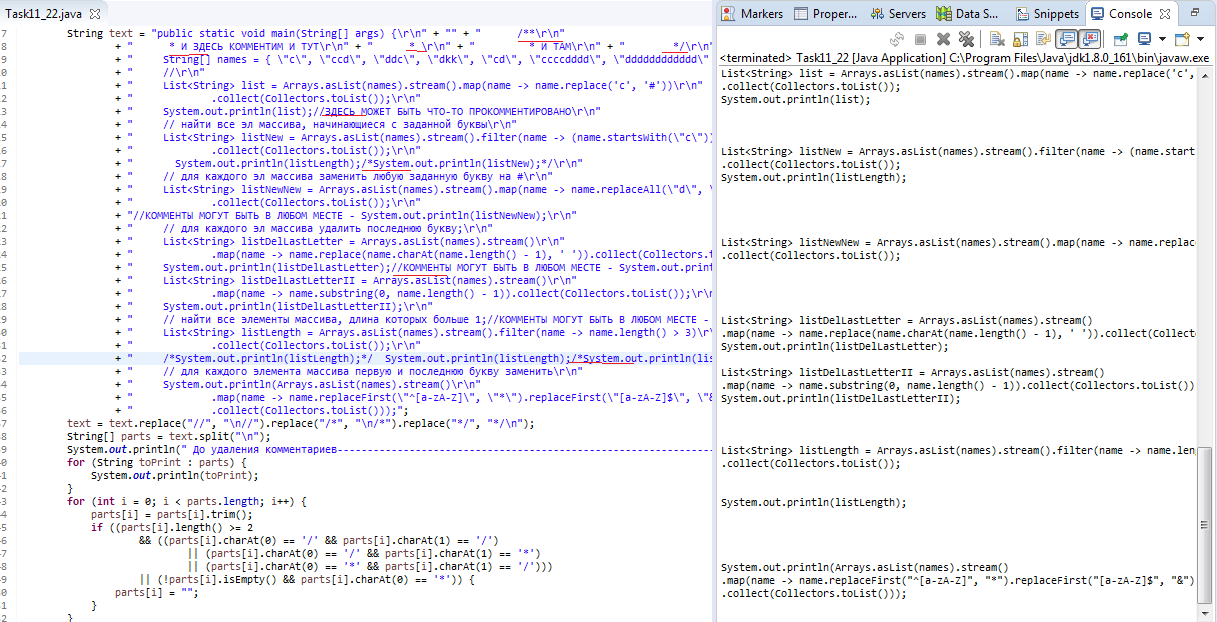 Task11_22.java
7 String text = "public static void main(String[] args) {\r\n" + "" + " /**\r\n"
8 + " * И ЗДЕСЬ КОММЕНТИМ И ТУТ\r\n" + " * \r\n" + " * И ТАМ\r\n" + " */\r\n"
9 + " String[] names = { \"c\", \"ccd\", \"ddc\", \"dkk\", \"cd\", \"ccccdddd\", \"dddddddddddd\"
0 + " //\r\n"
1 + " List<String> list = Arrays.asList(names).stream().map(name -> name.replace('c', '#'))\r\n"
2 + " .collect(Collectors.toList());\r\n"
3 + " System.out.println(list);//ЗДЕСЬ МОЖЕТ БЫТЬ ЧТО-ТО ПРОКОММЕНТИРОВАНО\r\n"
4 + " // найти все эл массива, начинающиеся с заданной буквы\r\n"
5 + " List<String> listNew = Arrays.asList(names).stream().filter(name -> (name.startsWith(\"c\"))
6 + " .collect(Collectors.toList());\r\n"
7 + " System.out.println(listLength);/*System.out.println(listNew);*/\r\n"
8 + " // для каждого эл массива заменить любую заданную букву на #\r\n"
9 + " List<String> listNewNew = Arrays.asList(names).stream().map(name -> name.replaceAll(\"d\", \
0 + " .collect(Collectors.toList());\r\n"
1 + "//КОММЕНТЫ МОГУТ БЫТЬ В ЛЮБОМ МЕСТЕ - System.out.println(listNewNew);\r\n"
2 + " // для каждого эл массива удалить последнюю букву;\r\n"
3 + " List<String> listDelLastLetter = Arrays.asList(names).stream()\r\n"
4 + " .map(name -> name.replace(name.charAt(name.length() - 1), ' ')).collect(Collectors.t
5 + " System.out.println(listDelLastLetter);//КОММЕНТЫ МОГУТ БЫТЬ В ЛЮБОМ МЕСТЕ - System.out.print
6 + " List<String> listDelLastLetterII = Arrays.asList(names).stream()\r\n"
7 + " .map(name -> name.substring(0, name.length() - 1)).collect(Collectors.toList());\r\n
8 + " System.out.println(listDelLastLetterII);\r\n"
9 + " // найти все элементы массива, длина которых больше 1;//КОММЕНТЫ МОГУТ БЫТЬ В ЛЮБОМ МЕСТЕ -
0 + " List<String> listLength = Arrays.asList(names).stream().filter(name -> name.length() > 3)\r\
1 + " .collect(Collectors.toList());\r\n"
2 + " /*System.out.println(listLength);*/ System.out.println(listLength);/*System.out.println(lis
3 + " // для каждого элемента массива первую и последнюю букву заменить\r\n"
4 + " System.out.println(Arrays.asList(names).stream()\r\n"
5 + " .map(name -> name.replaceFirst(\"^[a-zA-Z]\", \"*\").replaceFirst(\"[a-zA-Z]$\", \"&
6 + " .collect(Collectors.toList()));";
7 text = text.replace("//", "\n//").replace("/*", "\n/*").replace("*/", "*/\n");
8 String[] parts = text.split("\n");
9 System.out.println(" До удаления комментариев-------------------------------------------------------
0 for (String toPrint : parts) {
1 System.out.println(toPrint);
2 }
3 for (int i = 0; i < parts.length; i++) {
4 parts[i] = parts[i].trim();
5 if ((parts[i].length() >= 2
6 && ((parts[i].charAt(0) == '/' && parts[i].charAt(1) == '/')
7 || (parts[i].charAt(0) == '/' && parts[i].charAt(1) == '*')
8 || (parts[i].charAt(0) == '*' && parts[i].charAt(1) == '/')))
9 || (!parts[i].isEmpty() && parts[i].charAt(0) == '*')) {
0 parts[i] = "";
1 }
2 }
Markers Proper... Servers Data S... Snippets Console
<terminated> Task11_22 [Java Application] C:\Program Files\Java\jdk1.8.0_161\bin\javaw.exe
List<String> list = Arrays.asList(names).stream().map(name -> name.replace('c',
.collect(Collectors.toList());
System.out.println(list);
List<String> listNew = Arrays.asList(names).stream().filter(name -> (name.start
.collect(Collectors.toList());
System.out.println(listLength);
List<String> listNewNew = Arrays.asList(names).stream().map(name -> name.replac
.collect(Collectors.toList());
List<String> listDelLastLetter = Arrays.asList(names).stream()
.map(name -> name.replace(name.charAt(name.length() - 1), ' ')).collect(Collect
System.out.println(listDelLastLetter);
List<String> listDelLastLetterII = Arrays.asList(names).stream()
.map(name -> name.substring(0, name.length() - 1)).collect(Collectors.toList())
System.out.println(listDelLastLetterII);
List<String> listLength = Arrays.asList(names).stream().filter(name -> name.len
.collect(Collectors.toList());
System.out.println(listLength);
System.out.println(Arrays.asList(names).stream()
.map(name -> name.replaceFirst("^[a-zA-Z]", "*").replaceFirst("[a-zA-Z]$", "&")
.collect(Collectors.toList()));